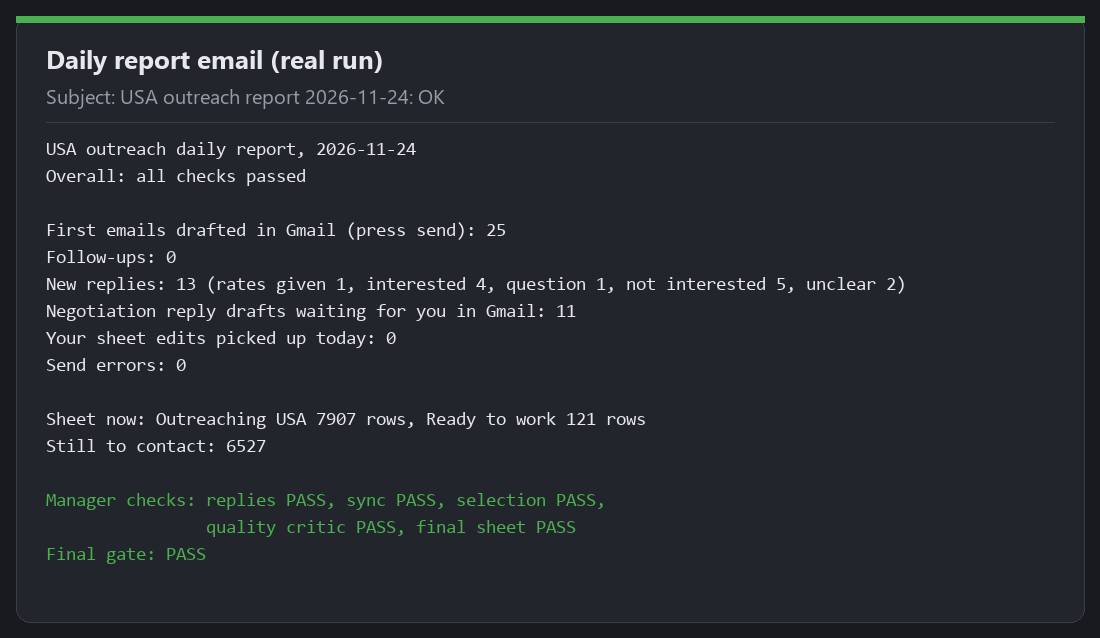 Daily report email (real run)
Subject: USA outreach report 2026-11-24: OK
USA outreach daily report, 2026-11-24
Overall: all checks passed
First emails drafted in Gmail (press send): 25
Follow-ups: 0
New replies: 13 (rates given 1, interested 4, question 1, not interested 5, unclear 2)
Negotiation reply drafts waiting for you in Gmail: 11
Your sheet edits picked up today: 0
Send errors: 0
Sheet now: Outreaching USA 7907 rows, Ready to work 121 rows
Still to contact: 6527
Manager checks: replies PASS, sync PASS, selection PASS,
quality critic PASS, final sheet PASS
Final gate: PASS